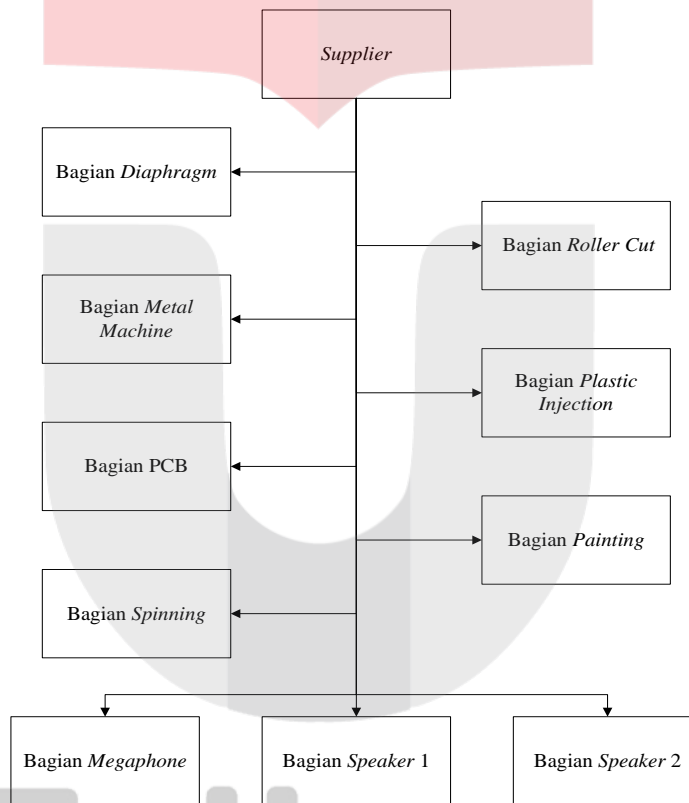 Supplier
Bagian Diaphragm
Bagian Roller Cut
Bagian Metal
Machine
Bagian Plastic
Injection
Bagian PCB
Bagian Painting
Bagian Spinning
Bagian Megaphone
Bagian Speaker 1
Bagian Speaker 2